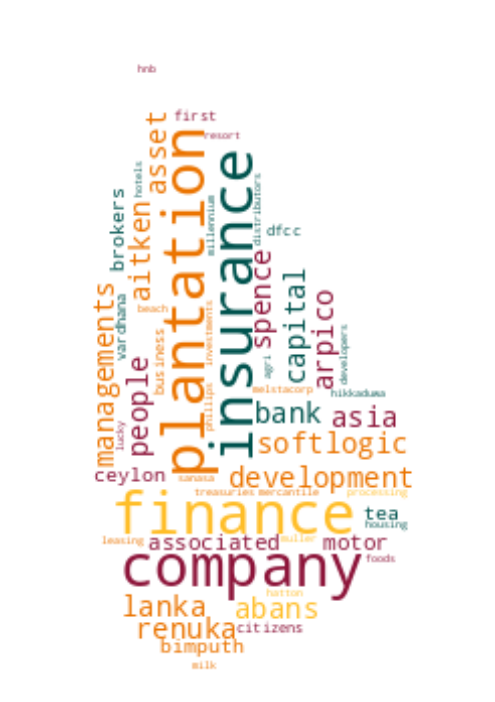 hnb
first
asset
resort
plantation
insurance
hotels
brokers
aitken
millennium
distributors
dfcc
spence
capital
arpico
managements
vardhana
beach
business
investments
people
lucky
phillips
agri
developers
melstacorp
hikkaduwa
bank
asia
softlogic
ceylon
sanasa
development
treasuries
mercantile
processing
finance
tea
housing
leasing
associated
muller
motor
company
foods
hatton
lanka
abans
renuka
citizens
bimputh
milk